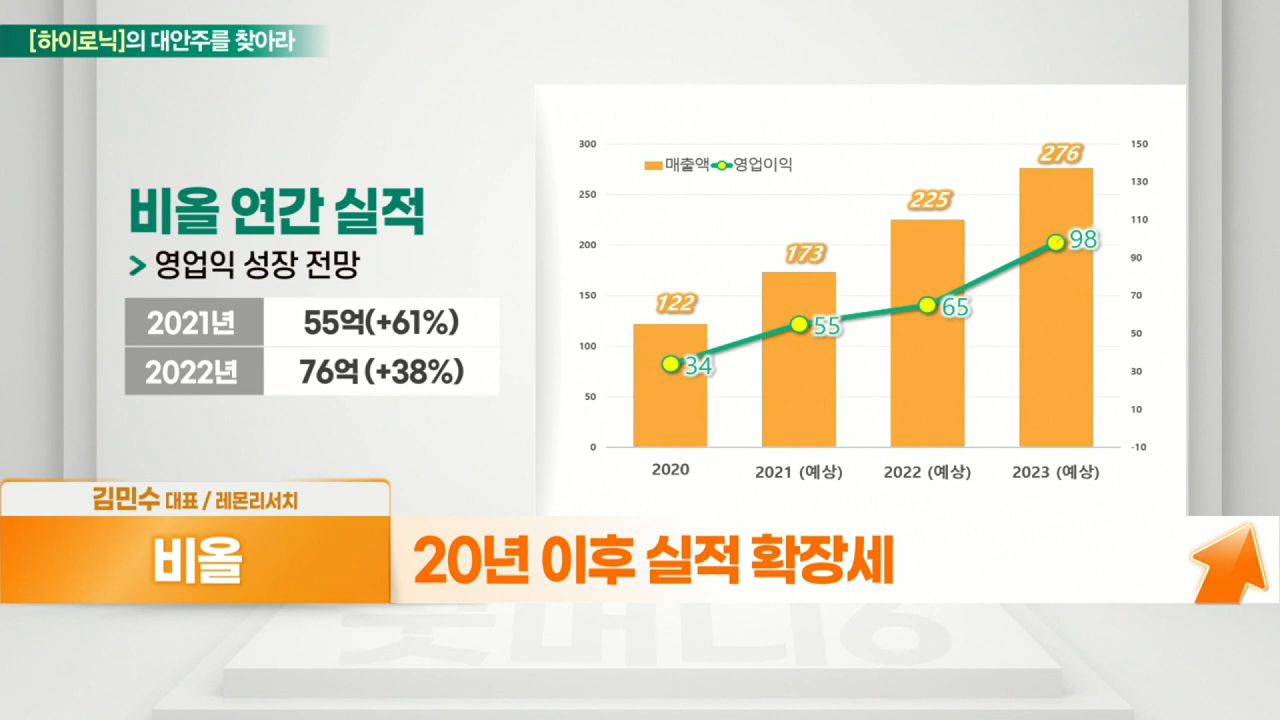 [하이로닉]의 대안주를 찾아라
비올 연간 실적
> 영업익 성장 전망
2021년 55억(+61%)
2022년 76억 (+38%)
매출액 영업이익
300
250
200
150
100
50
0
150
130
110
90
70
50
30
10
-10
122
173
225
276
34
55
65
98
2020
2021 (예상)
2022 (예상)
2023 (예상)
김민수 대표 / 레몬리서치
비올
20년 이후 실적 확장세
굿머니6